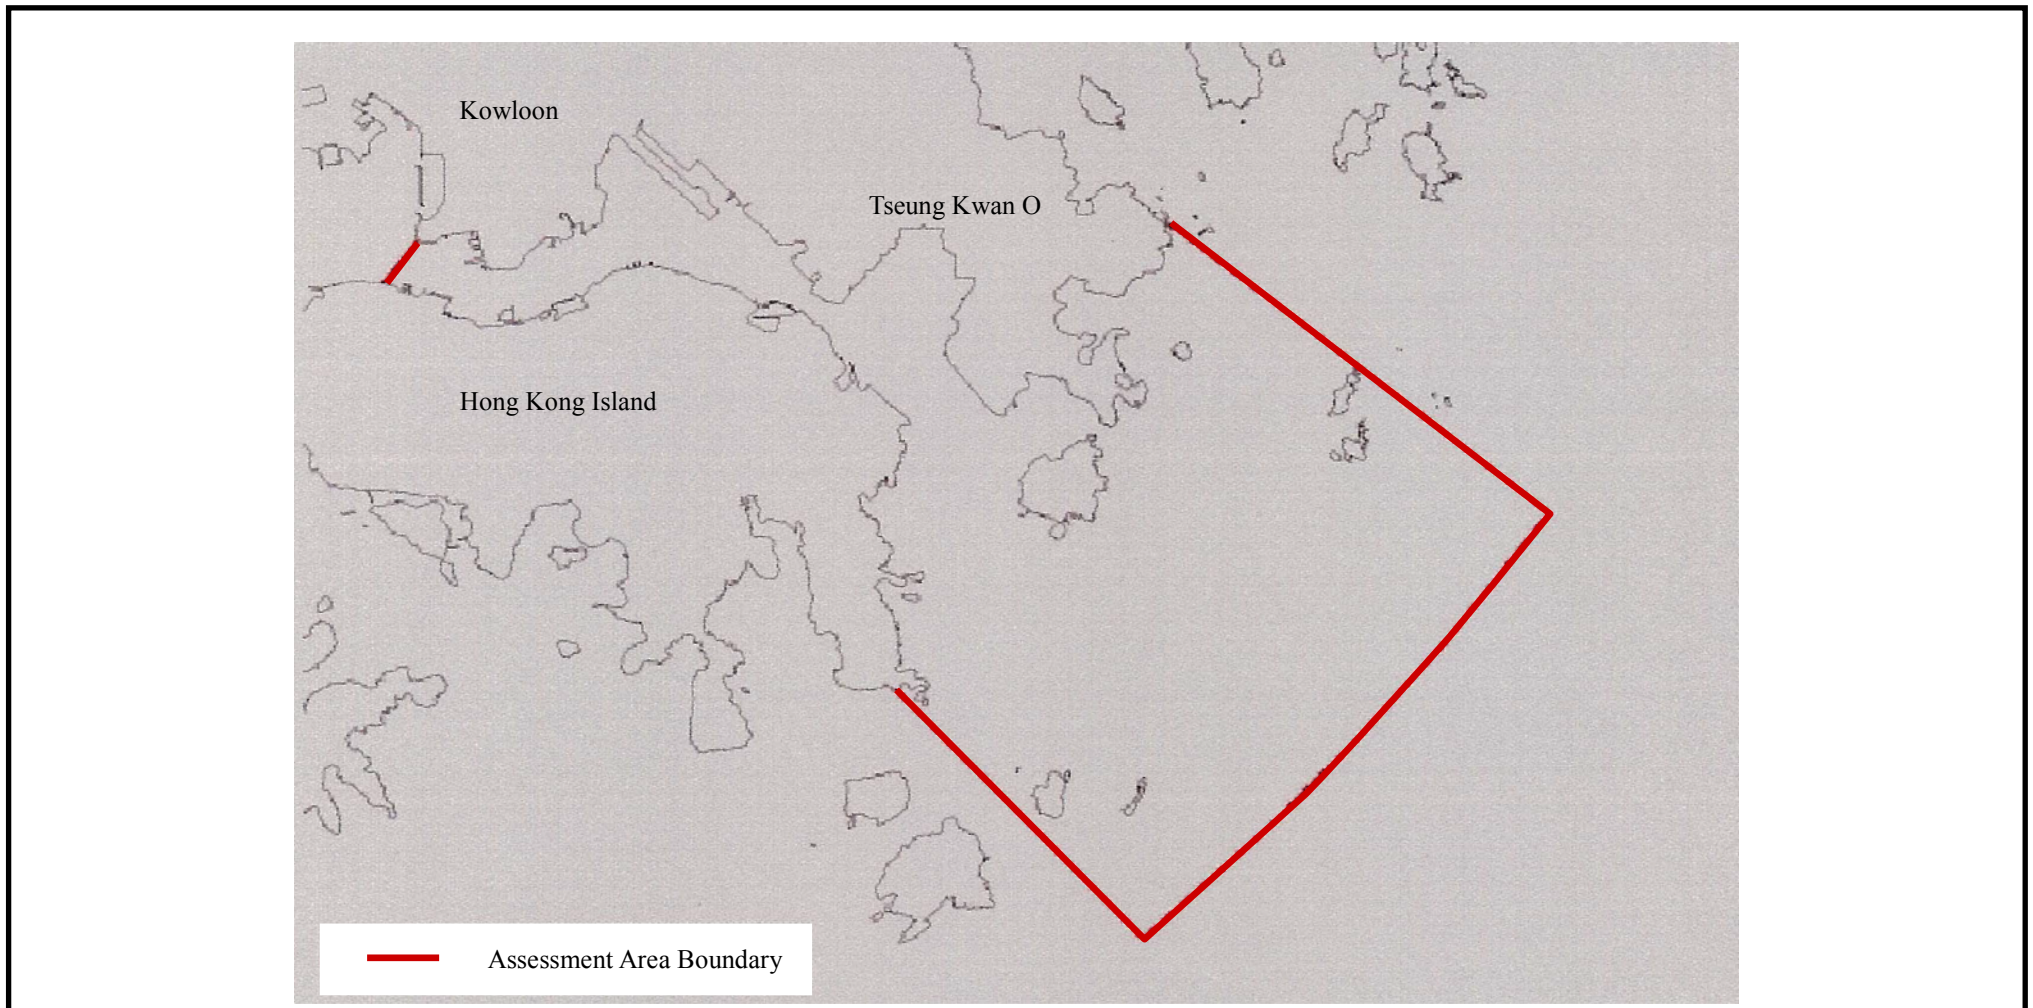 Kowloon
Tseung Kwan O
Hong Kong Island
Assessment Area Boundary